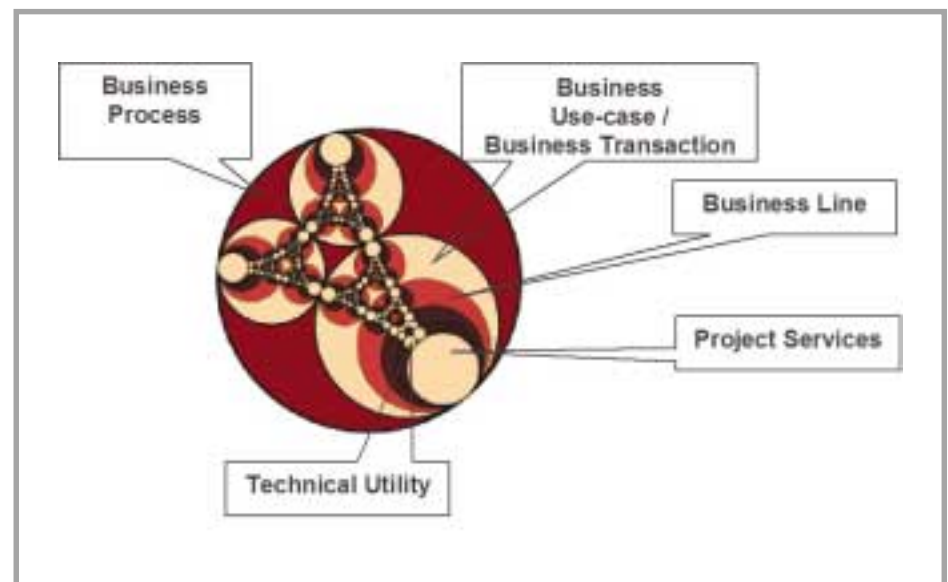 Business
Process
Business
Use-case /
Business Transaction
Business Line
Project Services
Technical Utility